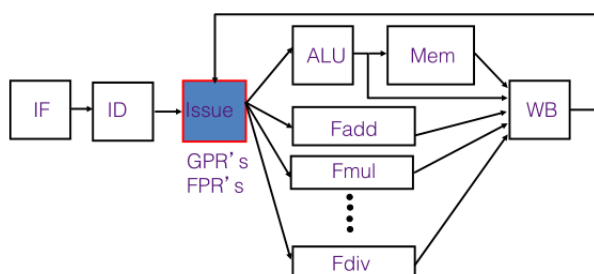 IF
ID
Issue
GPR's
FPR's
ALU
Mem
Fadd
Fmul
Fdiv
WB